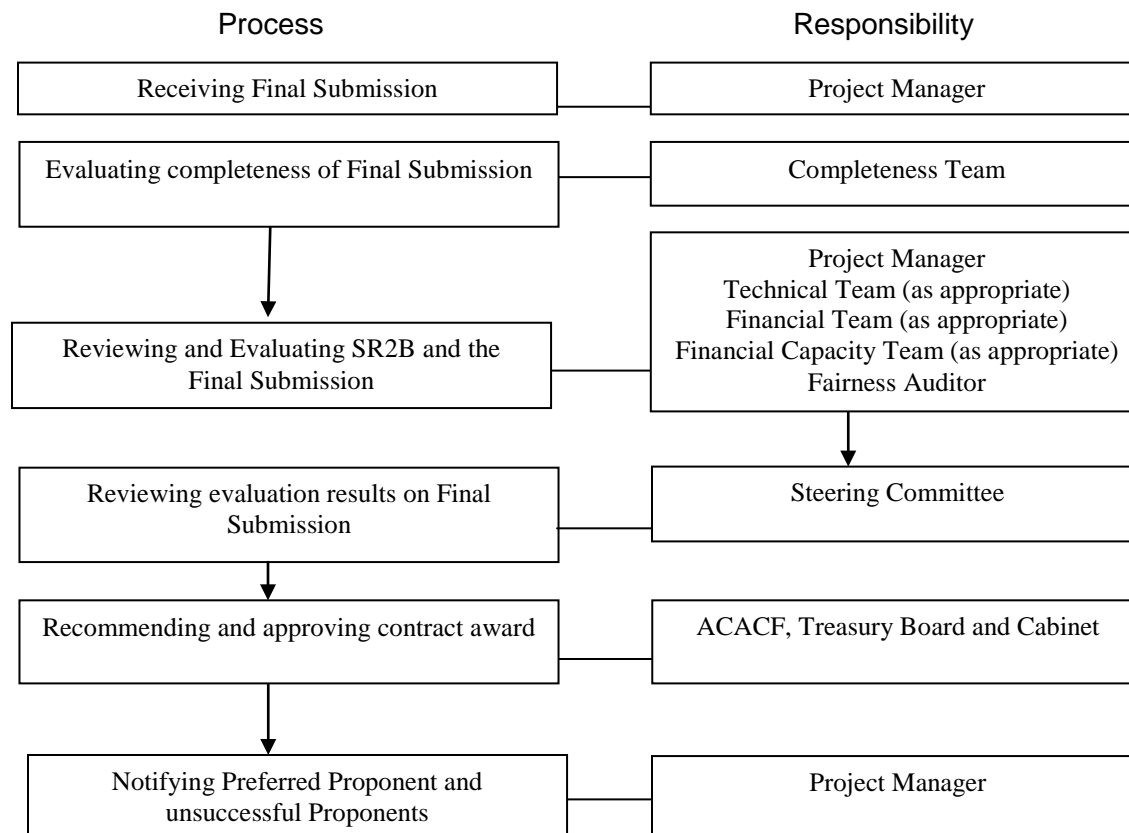 Process
Responsibility
Receiving Final Submission
Project Manager
Evaluating completeness of Final Submission
Completeness Team
Reviewing and Evaluating SR2B and the
Final Submission
Project Manager
Technical Team (as appropriate)
Financial Team (as appropriate)
Financial Capacity Team (as appropriate)
Fairness Auditor
Reviewing evaluation results on Final
Submission
Steering Committee
Recommending and approving contract award
ACACF, Treasury Board and Cabinet
Notifying Preferred Proponent and
unsuccessful Proponents
Project Manager